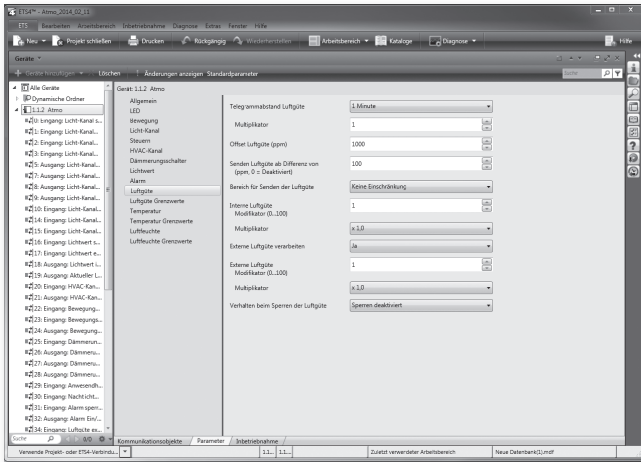 ETS4™ - Atmo_2014_02_11
ETS Bearbeiten Arbeitsbereich Inbetriebnahme Diagnose Extras Fenster Hilfe
Neu Projekt schließen Drucken Rückgängig Wiederherstellen Arbeitsbereich Kataloge Diagnose Hilfe
Geräte
Geräte hinzufügen Löschen ! Änderungen anzeigen Standardparameter Suche
Alle Geräte
Dynamische Ordner
1.1.2 Atmo
0: Eingang: Licht-Kanal s...
1: Eingang: Licht-Kanal...
2: Eingang: Licht-Kanal...
3: Eingang: Licht-Kanal...
5: Ausgang: Licht-Kanal...
7: Ausgang: Licht-Kanal...
8: Ausgang: Licht-Kanal...
9: Ausgang: Licht-Kanal...
10: Eingang: Licht-Kanal...
14: Eingang: Licht-Kanal...
15: Eingang: Licht-Kanal...
16: Eingang: Lichtwert s...
17: Eingang: Lichtwert e...
18: Ausgang: Lichtwert i...
19: Ausgang: Aktueller L...
20: Eingang: HVAC-Kan...
21: Ausgang: HVAC-Kan...
22: Eingang: Bewegung...
23: Eingang: Bewegungs...
24: Ausgang: Bewegung...
25: Eingang: Dämmerun...
26: Ausgang: Dämmeru...
27: Ausgang: Dämmeru...
28: Ausgang: Dämmeru...
29: Eingang: Anwesendh...
30: Eingang: Nachtlicht...
31: Eingang: Alarm sperr...
32: Ausgang: Alarm Ein/...
34: Eingang: Luftgüte ex...
Suche 0/0
Gerät: 1.1.2 Atmo
Allgemein
LED
Bewegung
Licht-Kanal
Steuern
HVAC-Kanal
Dämmerungsschalter
Lichtwert
Alarm
Luftgüte
Luftgüte Grenzwerte
Temperatur
Temperatur Grenzwerte
Luftfeuchte
Luftfeuchte Grenzwerte
Telegrammabstand Luftgüte 1 Minute
Multiplikator 1
Offset Luftgüte (ppm) 1000
Senden Luftgüte ab Differenz von 100
(ppm, 0 = Deaktiviert)
Bereich für Senden der Luftgüte Keine Einschränkung
Interne Luftgüte 1
Modifikator (0...100)
Multiplikator x 1,0
Externe Luftgüte verarbeiten Ja
Externe Luftgüte 1
Modifikator (0...100)
Multiplikator x 1,0
Verhalten beim Sperren der Luftgüte Sperren deaktiviert
Kommunikationsobjekte Parameter Inbetriebnahme
Verwende Projekt- oder ETS4-Verbindu... 1.1... 1.1... Zuletzt verwendeter Arbeitsbereich Neue Datenbank(1).mdf